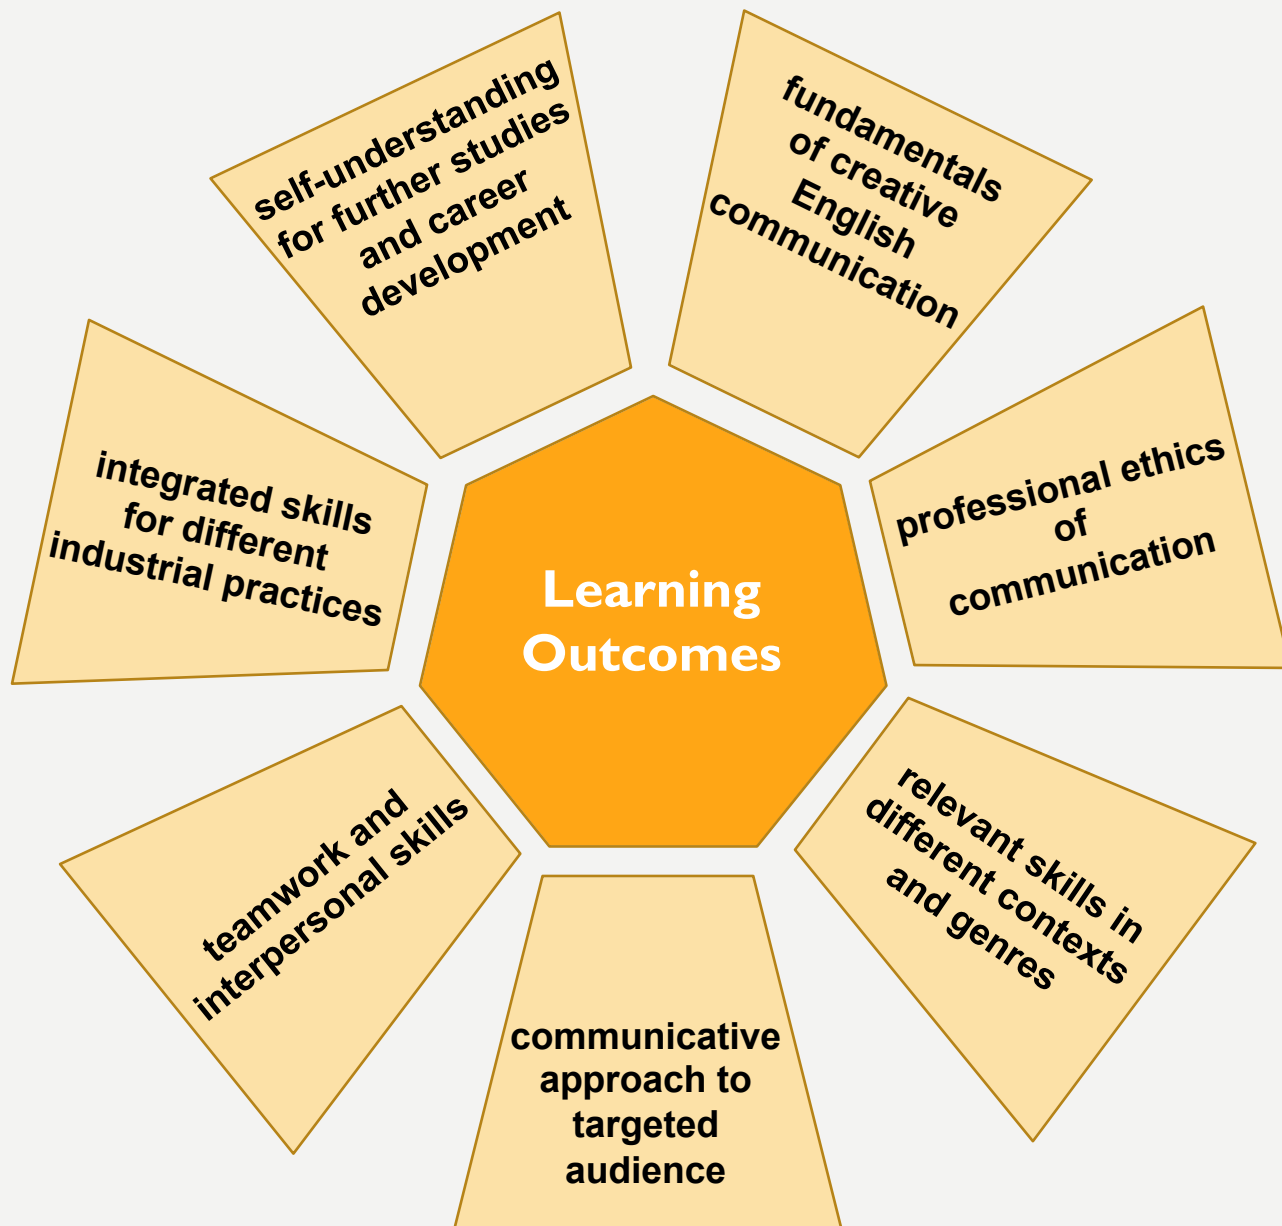 self-understanding
for further studies
and career
development
fundamentals
of creative
English
communication
integrated skills
for different
industrial practices
professional ethics
of
communication
Learning
Outcomes
teamwork and
interpersonal skills
relevant skills in
different contexts
and genres
communicative
approach to
targeted
audience